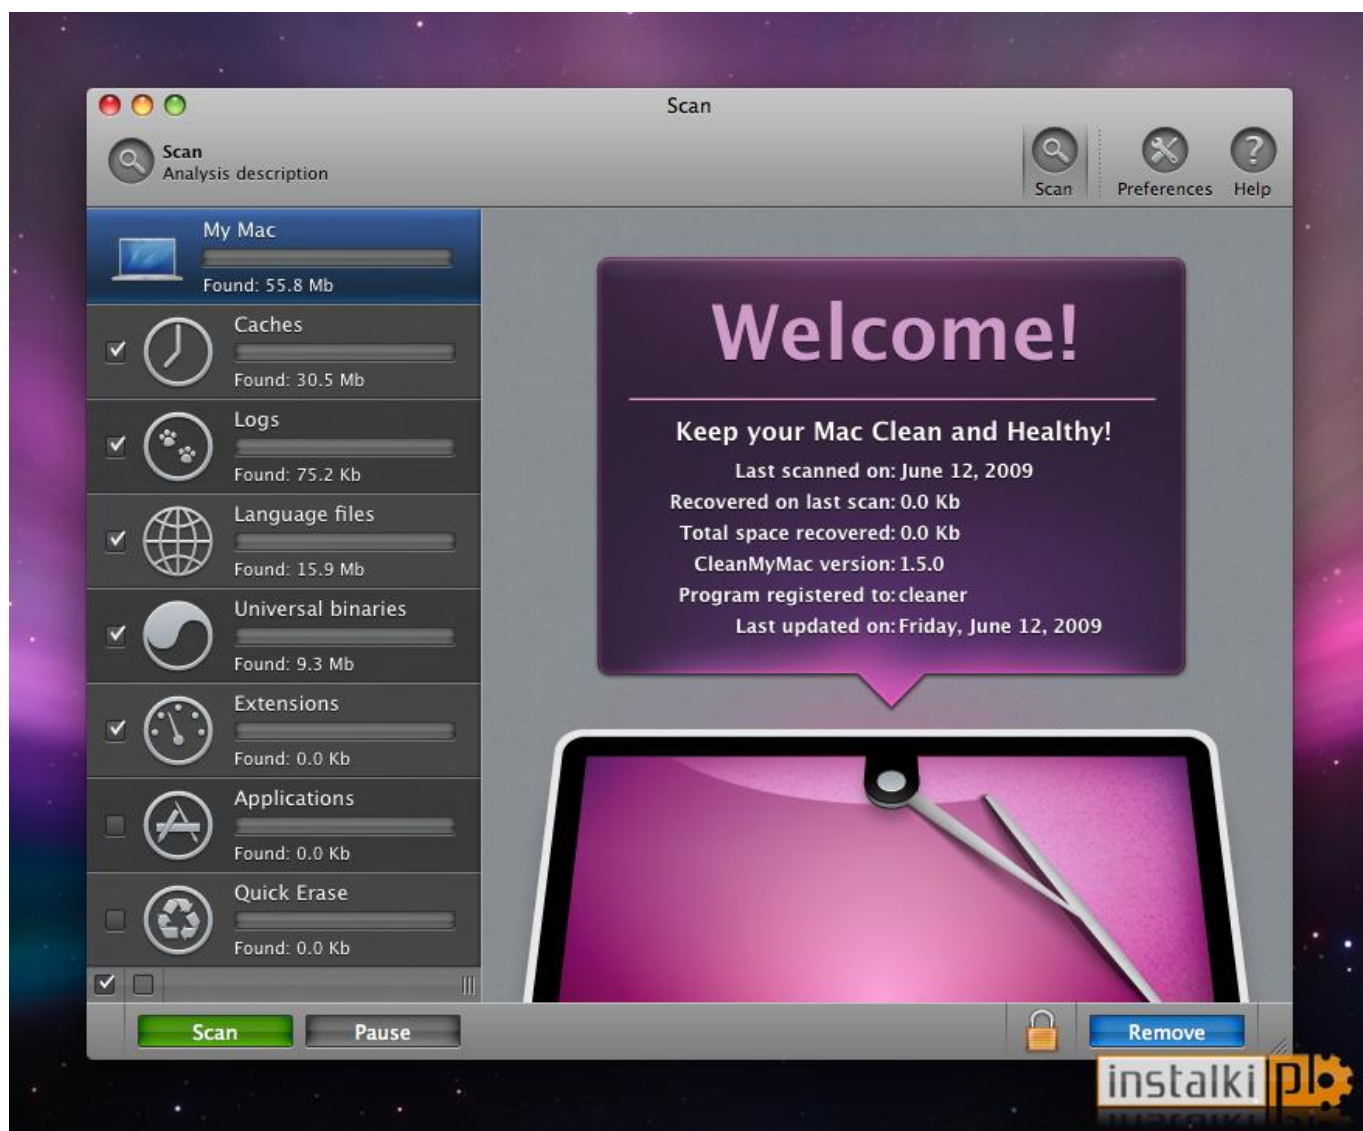 Scan
Scan
Analysis description
Scan
Preferences
Help
My Mac
Found: 55.8 Mb
Caches
Found: 30.5 Mb
Logs
Found: 75.2 Kb
Language files
Found: 15.9 Mb
Universal binaries
Found: 9.3 Mb
Extensions
Found: 0.0 Kb
Applications
Found: 0.0 Kb
Quick Erase
Found: 0.0 Kb
Welcome!
Keep your Mac Clean and Healthy!
Last scanned on: June 12, 2009
Recovered on last scan: 0.0 Kb
Total space recovered: 0.0 Kb
CleanMyMac version: 1.5.0
Program registered to: cleaner
Last updated on: Friday, June 12, 2009
Scan
Pause
Remove
instalki pl